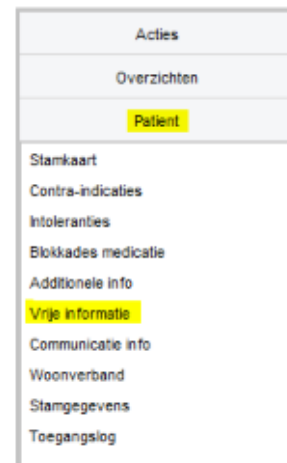 Acties
Overzichten
Patient
Stamkaart
Contra-indicaties
Intoleranties
Blokkades medicatie
Additionele info
Vrije informatie
Communicatie info
Woonverband
Stamgegevens
Toegangslog